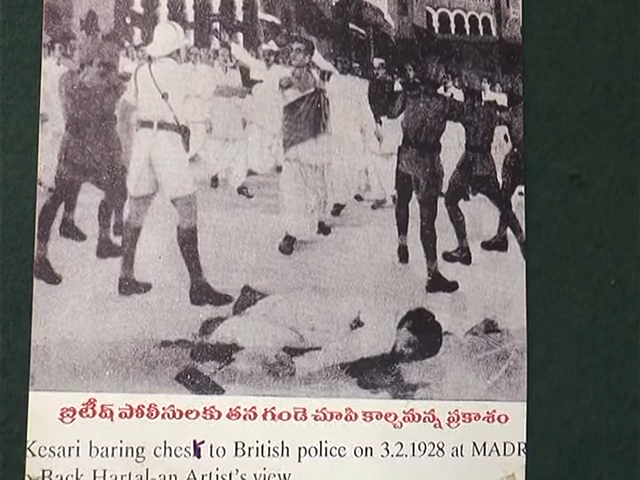 బ్రిటీష్ పోలీసులకు తన గండె చూపి కాల్చమన్న ప్రకాశం
Kesari baring chest to British police on 3.2.1928 at MADR
Back Hartal-an Artist's view